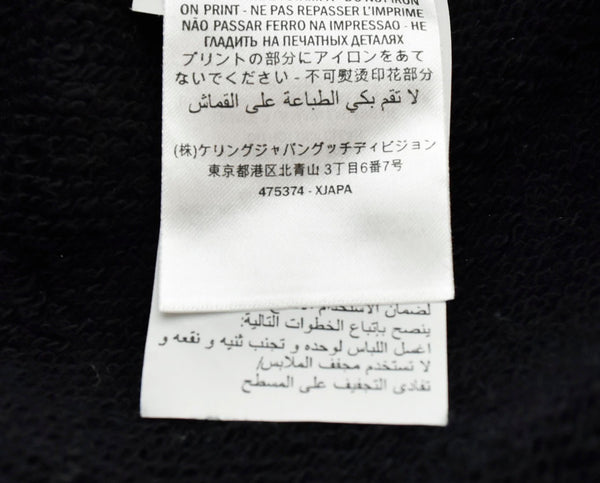 ON PRINT - NE PAS REPASSER L'IMPRIME
NÃO PASSAR FERRO NA IMPRESSAO - НЕ
ГЛАДИТЬ НА ПЕЧАТНЫХ ДЕТАЛЯХ
プリントの部分にアイロンをあて
ないでください - 不可熨烫印花部分
لا تقم بكي الطباعة على القماش
(株)ケリングジャパングッチディビジョン
東京都港区北青山 3丁目6番7号
475374 - XJAPA
لضمان الاستخدام
ينصح بإتباع الخطوات التالية:
اغسل اللباس لوحده و تجنب ثنيه و نقعه و
لا تستخدم مجفف الملابس/
تفادى التجفيف على المسطح